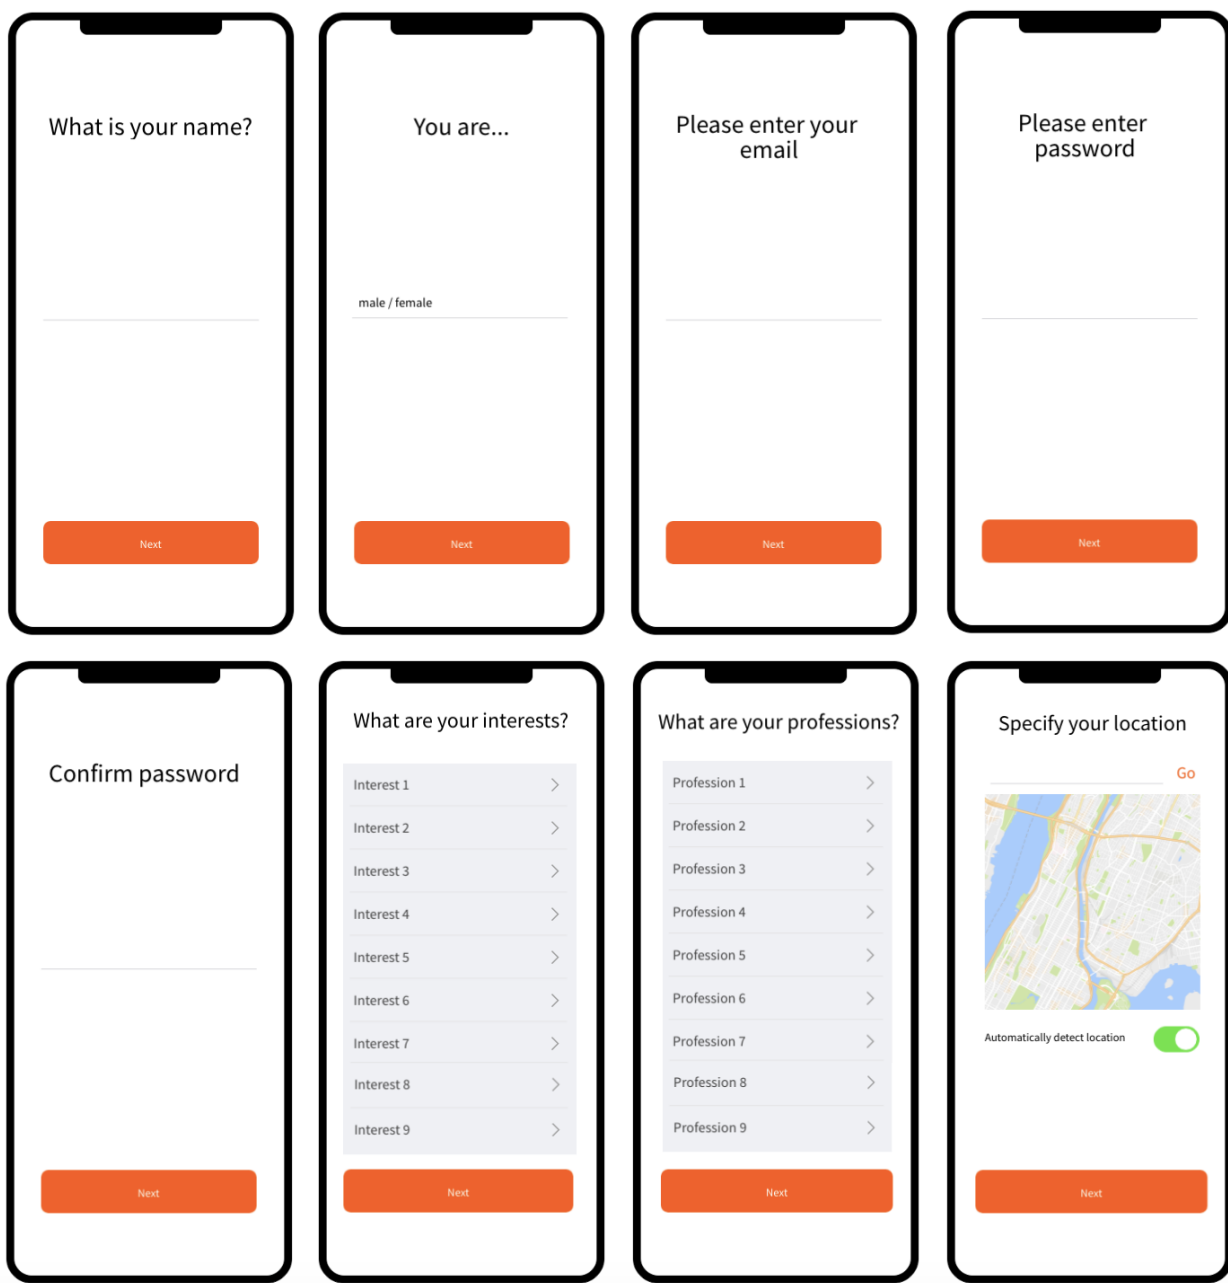 What is your name?
Next
You are...
male / female
Next
Please enter your
email
Next
Please enter
password
Next
Confirm password
Next
What are your interests?
Interest 1
Interest 2
Interest 3
Interest 4
Interest 5
Interest 6
Interest 7
Interest 8
Interest 9
Next
What are your professions?
Profession 1
Profession 2
Profession 3
Profession 4
Profession 5
Profession 6
Profession 7
Profession 8
Profession 9
Next
Specify your location
Go
Automatically detect location
Next